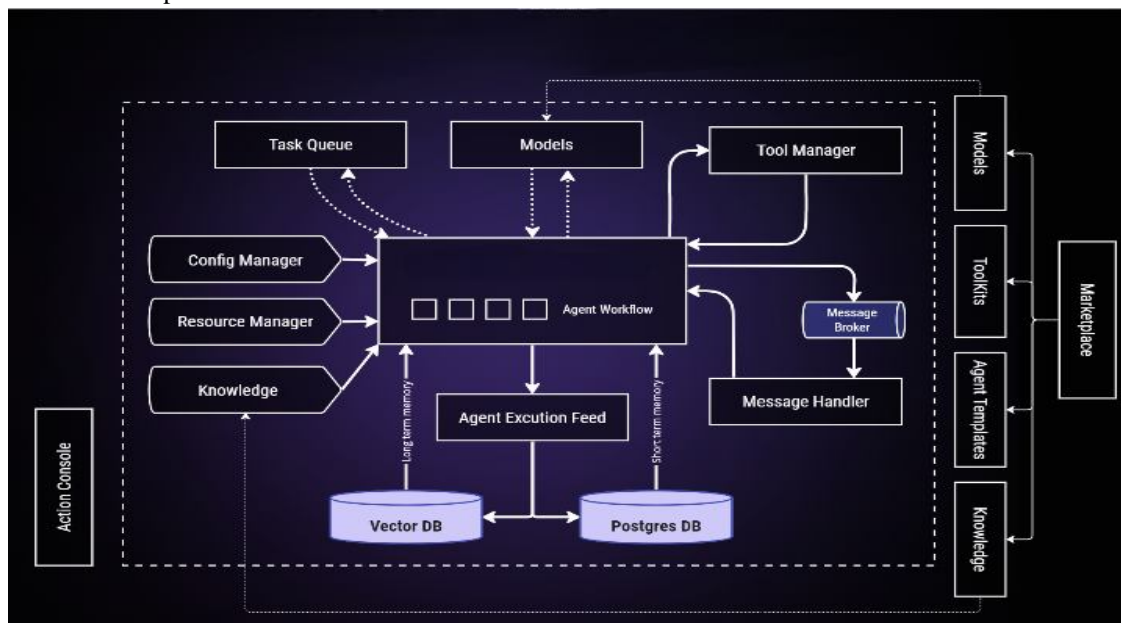 Task Queue
Models
Tool Manager
Config Manager
Resource Manager
Knowledge
Agent Workflow
Message
Broker
Message Handler
Agent Excution Feed
Long term memory
Short term memory
Vector DB
Postgres DB
Action Console
Models
ToolKits
Agent Templates
Knowledge
Marketplace